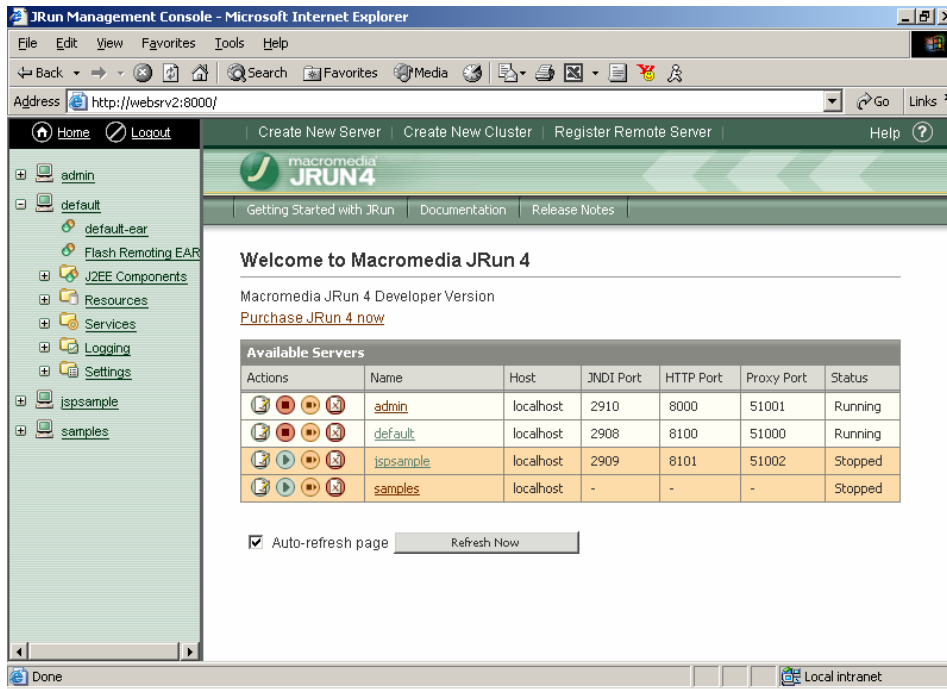 JRun Management Console - Microsoft Internet Explorer
File Edit View Favorites Tools Help
Back Search Favorites Media
Address http://websrv2:8000/ Go Links
Home Logout Create New Server | Create New Cluster | Register Remote Server | Help ?
admin
default
default-ear
Flash Remoting EAR
J2EE Components
Resources
Services
Logging
Settings
jspsample
samples
macromedia
JRUN4
Getting Started with JRun Documentation Release Notes
Welcome to Macromedia JRun 4
Macromedia JRun 4 Developer Version
Purchase JRun 4 now
Available Servers
Actions Name Host JNDI Port HTTP Port Proxy Port Status
admin localhost 2910 8000 51001 Running
default localhost 2908 8100 51000 Running
jspsample localhost 2909 8101 51002 Stopped
samples localhost - - - Stopped
Auto-refresh page Refresh Now
Done Local intranet